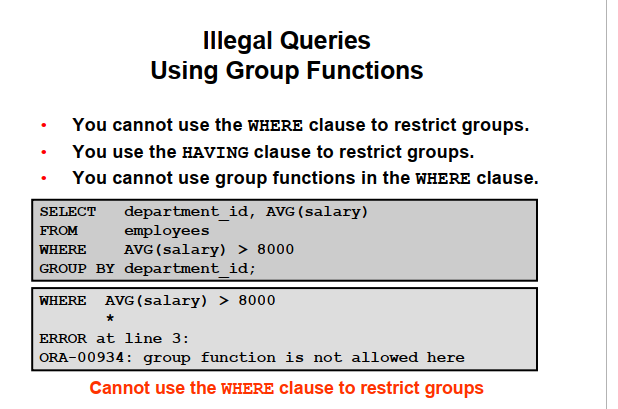 Illegal Queries
Using Group Functions
• You cannot use the WHERE clause to restrict groups.
• You use the HAVING clause to restrict groups.
• You cannot use group functions in the WHERE clause.
SELECT   department_id, AVG(salary)
FROM     employees
WHERE    AVG(salary) > 8000
GROUP BY department_id;
WHERE  AVG(salary) > 8000
       *
ERROR at line 3:
ORA-00934: group function is not allowed here
Cannot use the WHERE clause to restrict groups